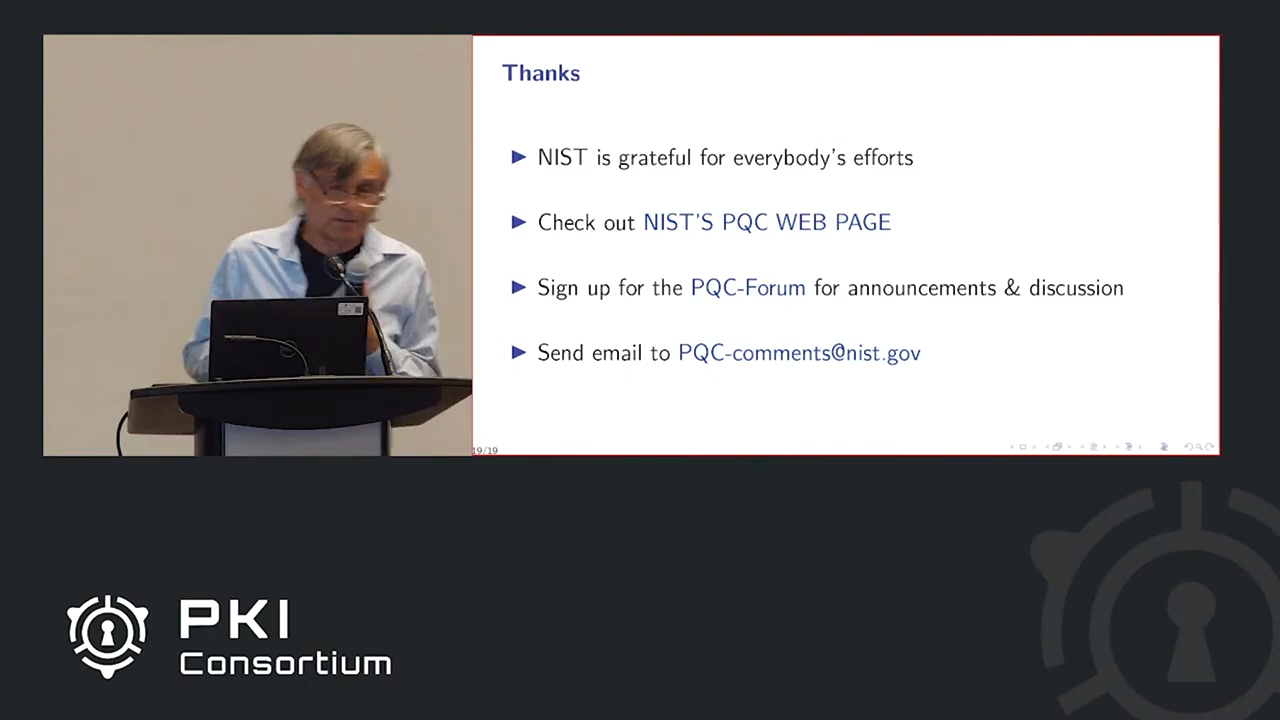 Thanks
NIST is grateful for everybody's efforts
Check out NIST'S PQC WEB PAGE
Sign up for the PQC-Forum for announcements & discussion
Send email to PQC-comments@nist.gov
19/19
PKI
Consortium